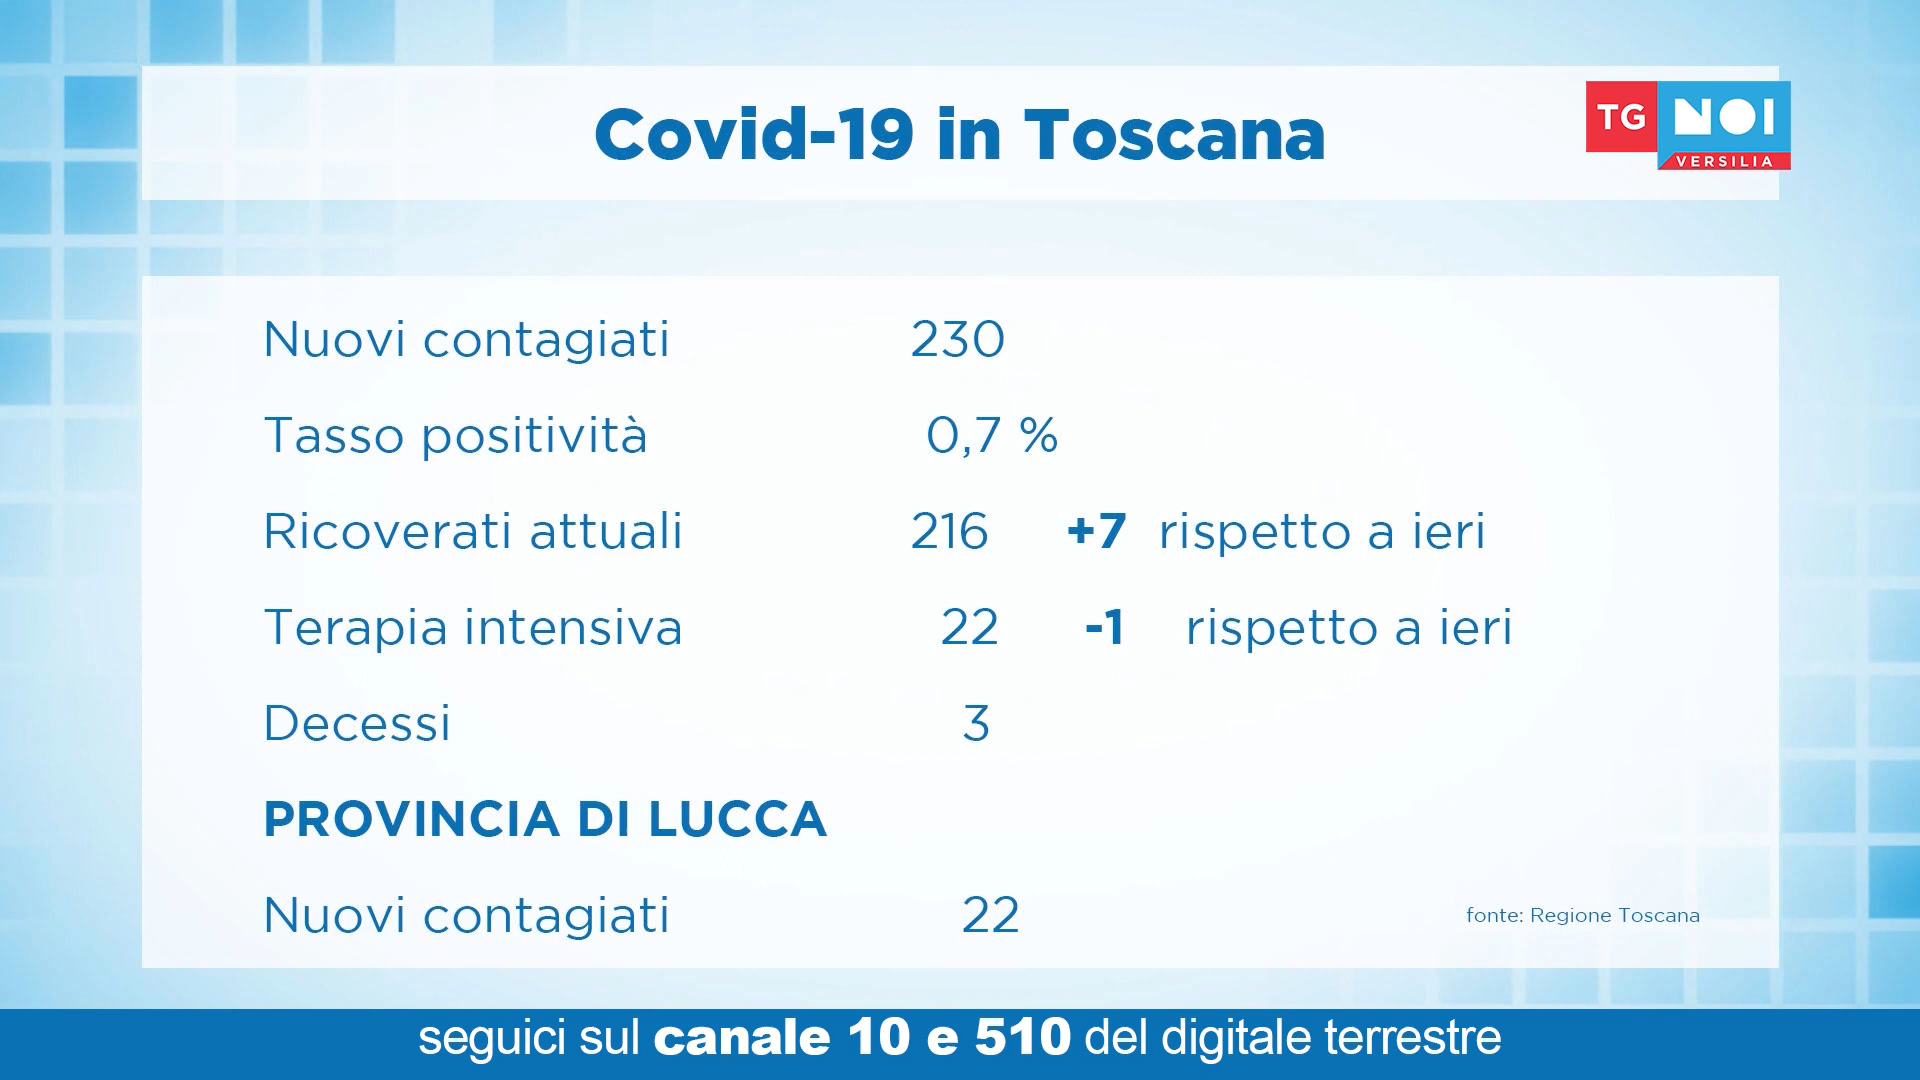 Covid-19 in Toscana
TG NOI
VERSILIA
Nuovi contagiati 230
Tasso positività 0,7 %
Ricoverati attuali 216 +7 rispetto a ieri
Terapia intensiva 22 -1 rispetto a ieri
Decessi 3
PROVINCIA DI LUCCA
Nuovi contagiati 22
fonte: Regione Toscana
seguici sul canale 10 e 510 del digitale terrestre